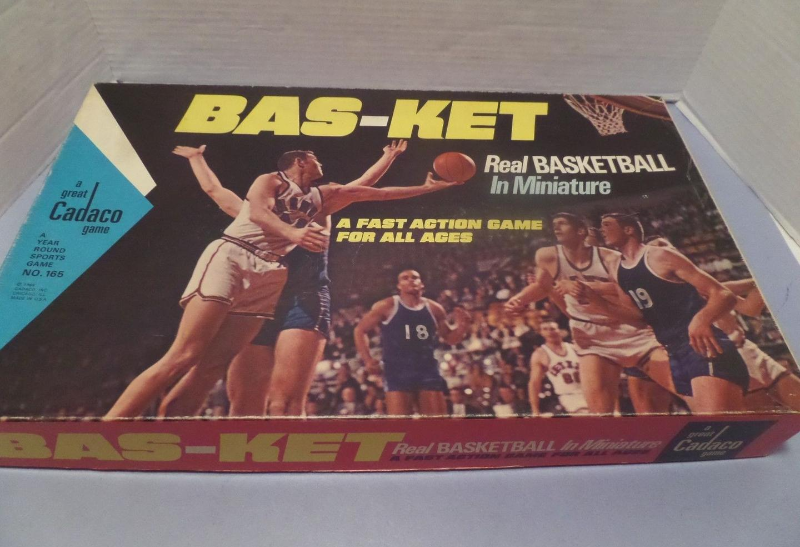 BAS-KET
Real BASKETBALL
In Miniature
A FAST ACTION GAME
FOR ALL AGES
a
great
Cadaco
game
A
YEAR
ROUND
SPORTS
GAME
NO. 165
18
19
BAS-KET Real BASKETBALL In Miniature
A FAST ACTION GAME FOR ALL AGES
a
great
Cadaco
game